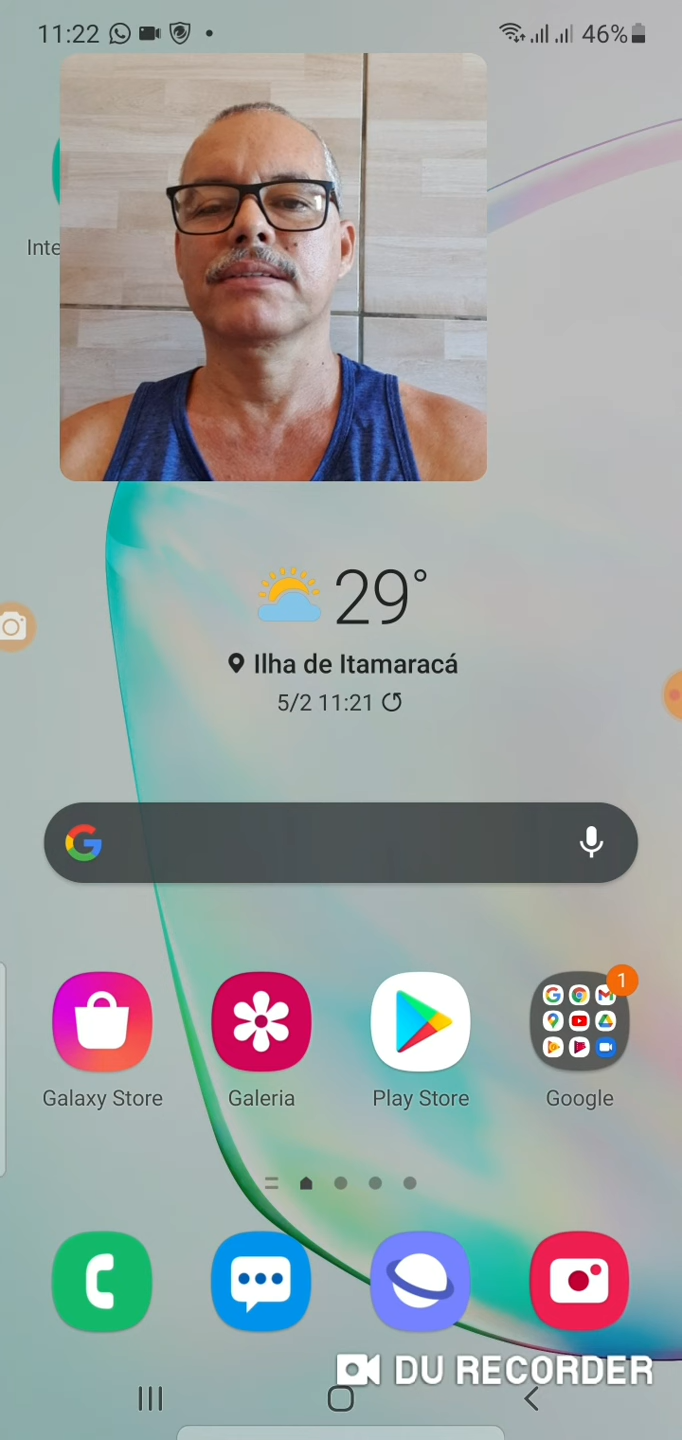 11:22 46%
Inte
29°
Ilha de Itamaracá
5/2 11:21
1
Galaxy Store Galeria Play Store Google
DU RECORDER